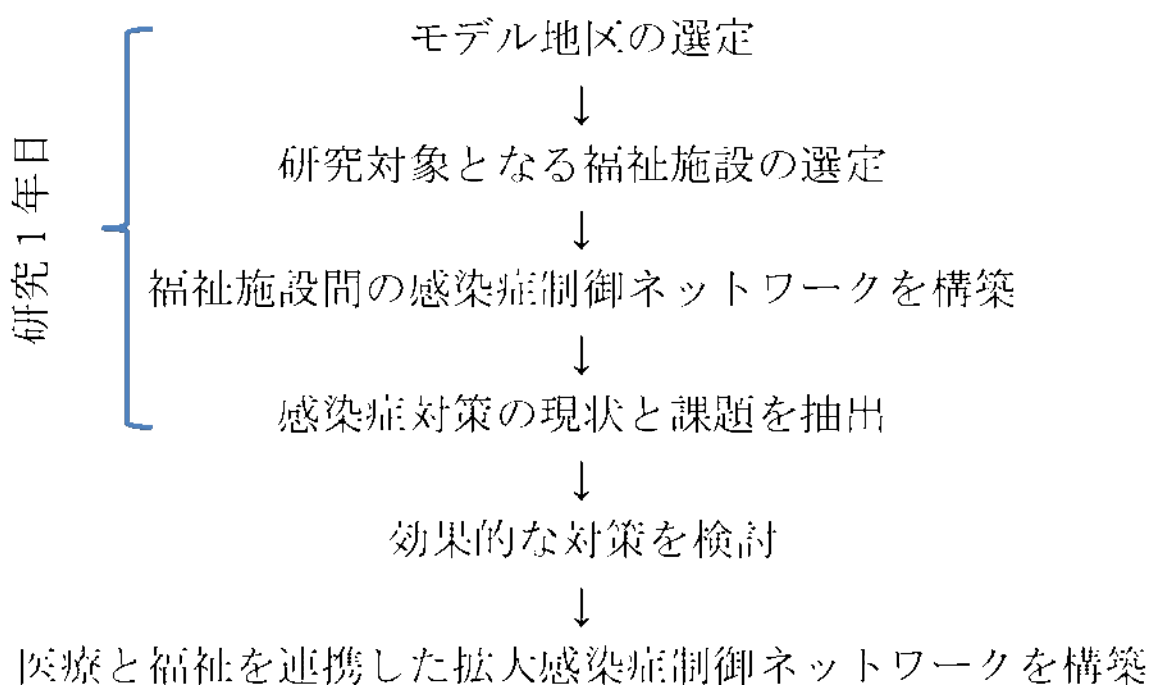 モデル地区の選定
↓
研究対象となる福祉施設の選定
↓
福祉施設間の感染症制御ネットワークを構築
↓
感染症対策の現状と課題を抽出
↓
効果的な対策を検討
↓
医療と福祉を連携した拡大感染症制御ネットワークを構築
研究1年目